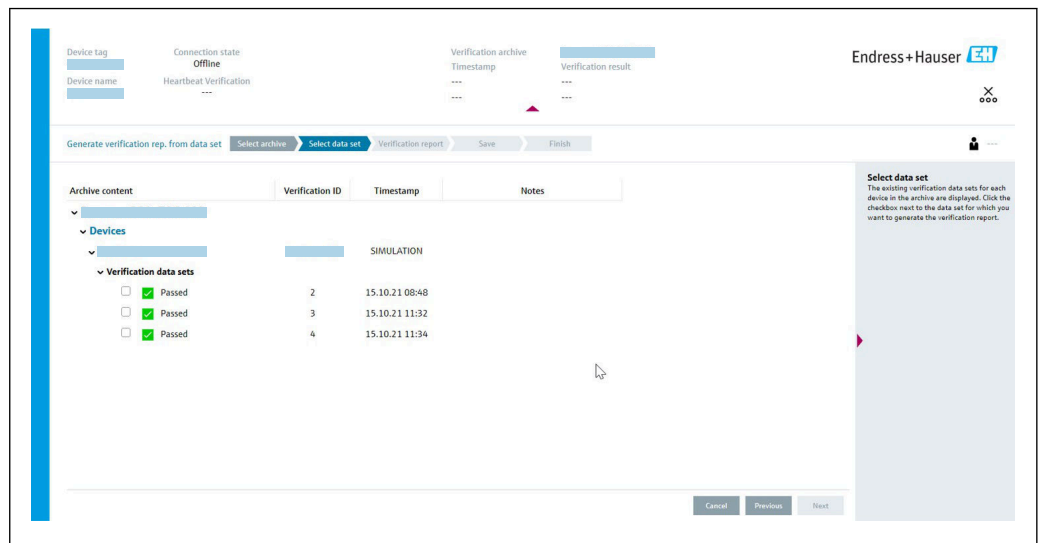 Device tag
Connection state
Offline
Device name
Heartbeat Verification
---
Verification archive
Timestamp
Verification result
---
---
---
---
Endress+Hauser EH
Generate verification rep. from data set
Select archive
Select data set
Verification report
Save
Finish
---
Archive content
Verification ID
Timestamp
Notes
Devices
SIMULATION
Verification data sets
Passed 2 15.10.21 08:48
Passed 3 15.10.21 11:32
Passed 4 15.10.21 11:34
Select data set
The existing verification data sets for each
device in the archive are displayed. Click the
checkbox next to the data set for which you
want to generate the verification report.
Cancel
Previous
Next